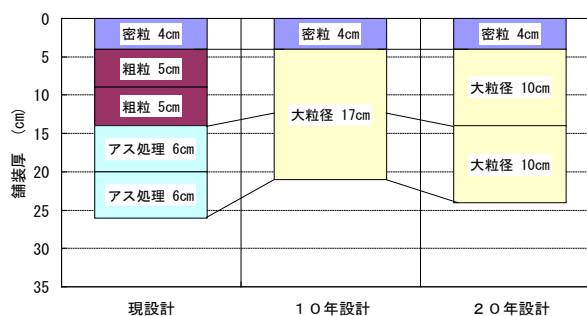 舗装厚 (cm)
0
5
10
15
20
25
30
35
密粒 4cm
粗粒 5cm
粗粒 5cm
アス処理 6cm
アス処理 6cm
密粒 4cm
大粒径 17cm
密粒 4cm
大粒径 10cm
大粒径 10cm
現設計
１０年設計
２０年設計